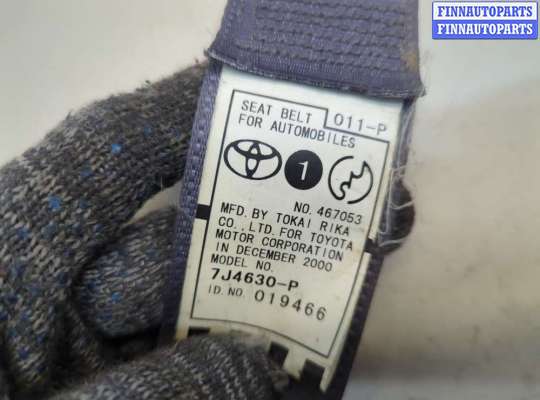 FINNAUTOPARTS
FINNAUTOPARTS
SEAT BELT 011-P
FOR AUTOMOBILES
1
NO. 467053
MFD. BY TOKAI RIKA
CO., LTD. FOR TOYOTA
MOTOR CORPORATION
IN DECEMBER 2000
MODEL NO.
7J4630-P
ID. NO. 019466